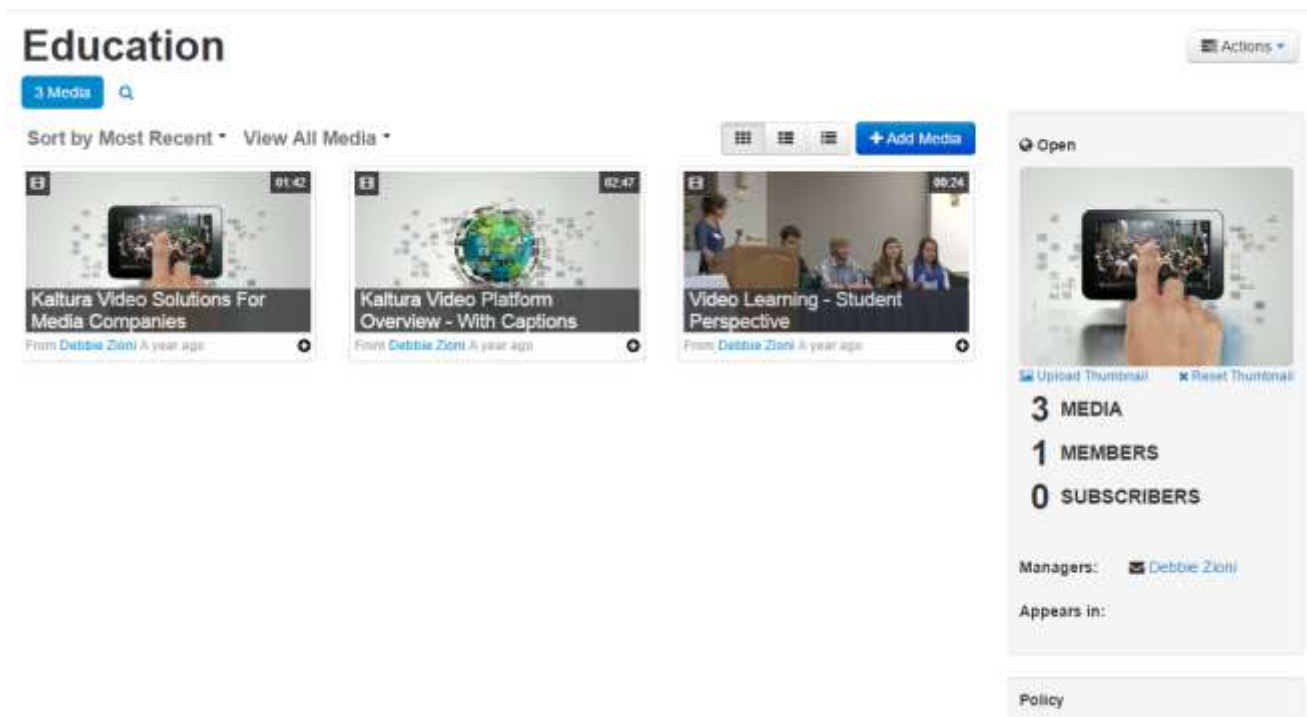 Education
Actions
3 Media
Sort by Most Recent View All Media
+ Add Media
01:42
Kaltura Video Solutions For
Media Companies
From Debbie Zioni A year ago
02:47
Kaltura Video Platform
Overview - With Captions
From Debbie Zioni A year ago
00:24
Video Learning - Student
Perspective
From Debbie Zioni A year ago
Open
Upload Thumbnail Reset Thumbnail
3 MEDIA
1 MEMBERS
0 SUBSCRIBERS
Managers: Debbie Zioni
Appears in:
Policy